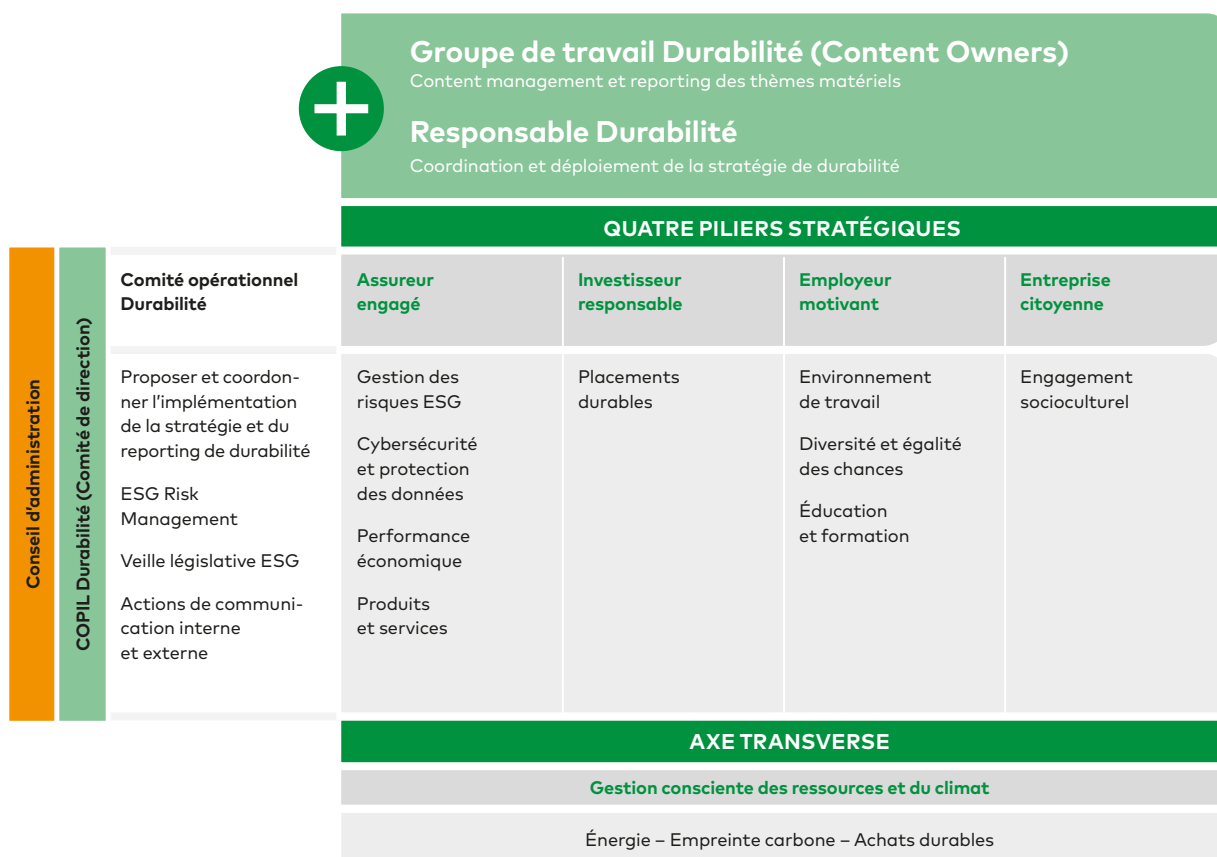 Groupe de travail Durabilité (Content Owners)
Content management et reporting des thèmes matériels
Responsable Durabilité
Coordination et déploiement de la stratégie de durabilité
QUATRE PILIERS STRATÉGIQUES
Conseil d'administration
COPIL Durabilité (Comité de direction)
Comité opérationnel
Durabilité
Proposer et coordon-
ner l'implémentation
de la stratégie et du
reporting de durabilité
ESG Risk
Management
Veille législative ESG
Actions de communi-
cation interne
et externe
Assureur
engagé
Gestion des
risques ESG
Cybersécurité
et protection
des données
Performance
économique
Produits
et services
Investisseur
responsable
Placements
durables
Employeur
motivant
Environnement
de travail
Diversité et égalité
des chances
Éducation
et formation
Entreprise
citoyenne
Engagement
socioculturel
AXE TRANSVERSE
Gestion consciente des ressources et du climat
Énergie – Empreinte carbone – Achats durables